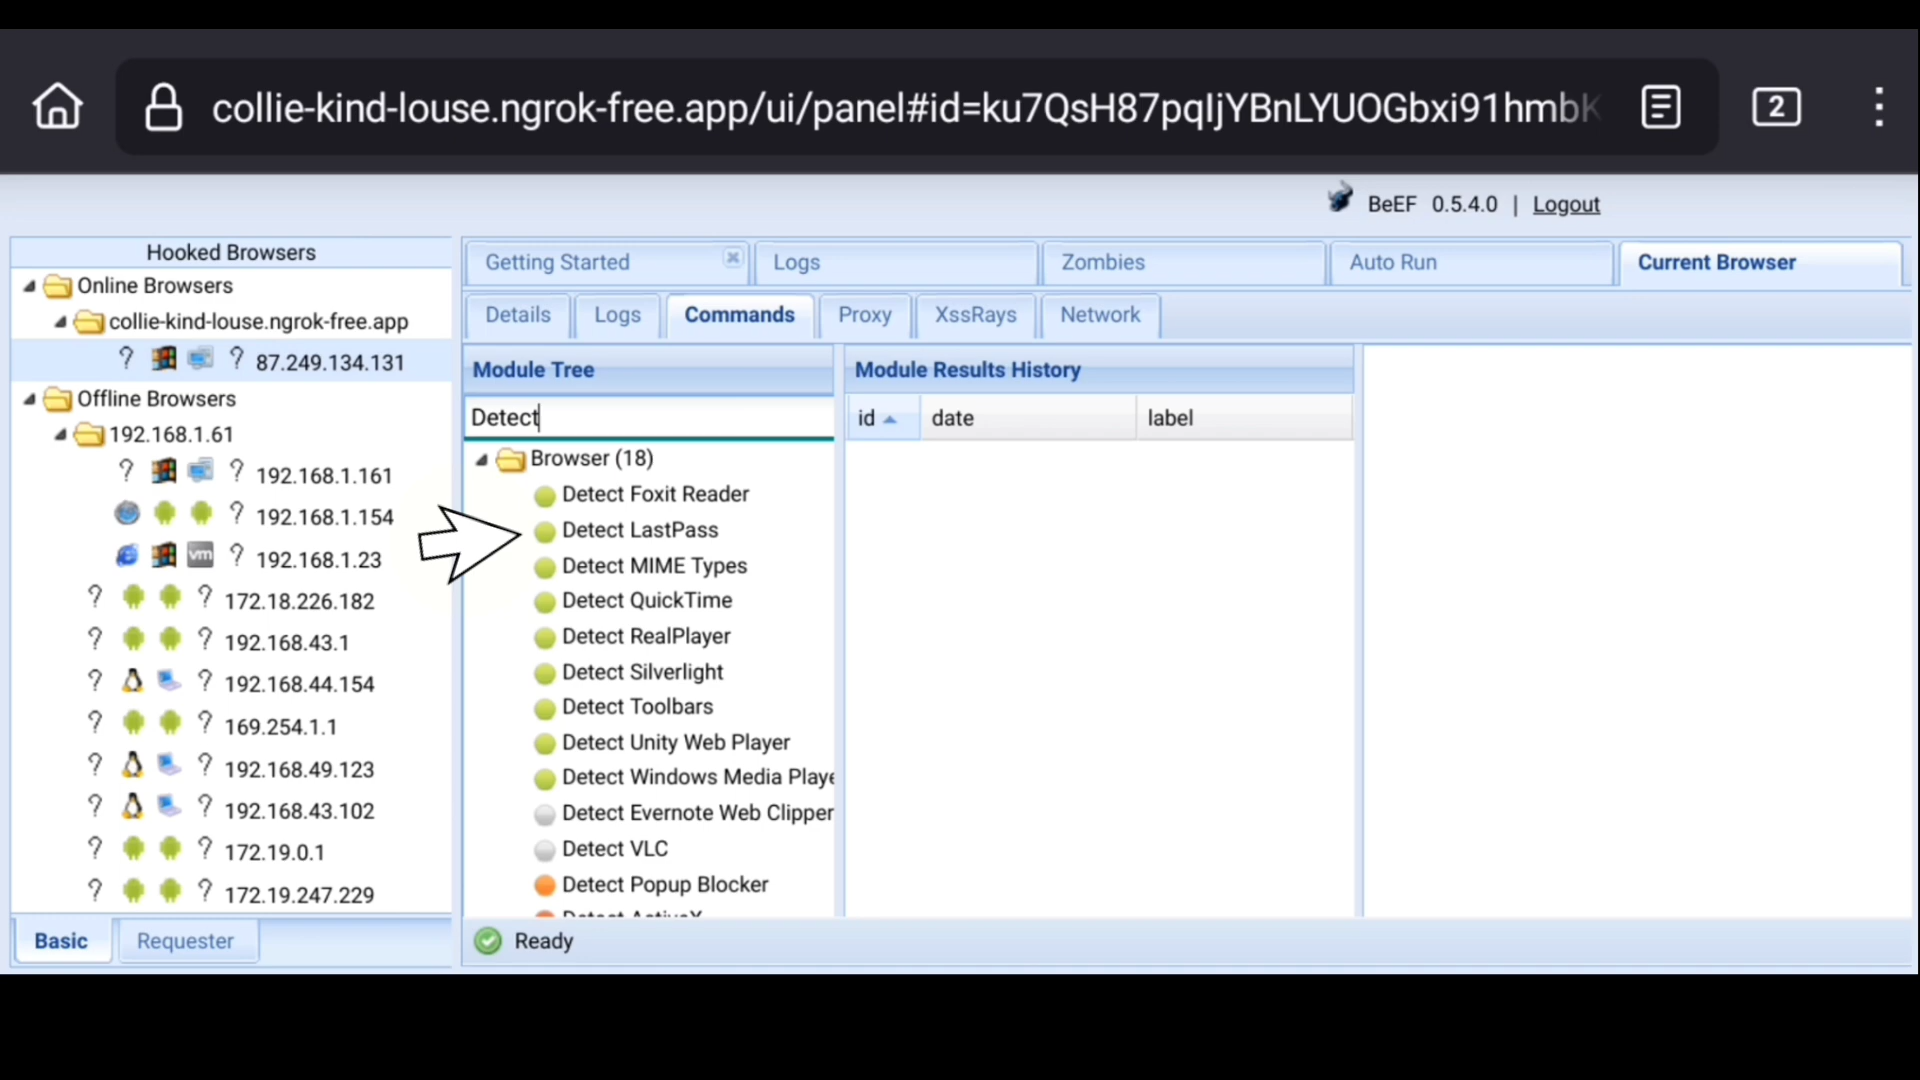 collie-kind-louse.ngrok-free.app/ui/panel#id=ku7QsH87pqIjYBnLYUOGbxi91hmbK
2
BeEF 0.5.4.0 | Logout
Hooked Browsers
Online Browsers
collie-kind-louse.ngrok-free.app
? ? 87.249.134.131
Offline Browsers
192.168.1.61
? ? 192.168.1.161
? 192.168.1.154
vm ? 192.168.1.23
? ? 172.18.226.182
? ? 192.168.43.1
? ? 192.168.44.154
? ? 169.254.1.1
? ? 192.168.49.123
? ? 192.168.43.102
? ? 172.19.0.1
? ? 172.19.247.229
Basic Requester
Getting Started Logs Zombies Auto Run Current Browser
Details Logs Commands Proxy XssRays Network
Module Tree
Detect
Browser (18)
Detect Foxit Reader
Detect LastPass
Detect MIME Types
Detect QuickTime
Detect RealPlayer
Detect Silverlight
Detect Toolbars
Detect Unity Web Player
Detect Windows Media Playe
Detect Evernote Web Clipper
Detect VLC
Detect Popup Blocker
Detect ActiveX
Module Results History
id date label
Ready